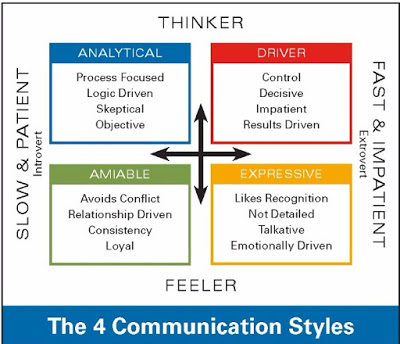 THINKER
ANALYTICAL
Process Focused
Logic Driven
Skeptical
Objective
DRIVER
Control
Decisive
Impatient
Results Driven
SLOW & PATIENT
Introvert
FAST & IMPATIENT
Extrovert
AMIABLE
Avoids Conflict
Relationship Driven
Consistency
Loyal
EXPRESSIVE
Likes Recognition
Not Detailed
Talkative
Emotionally Driven
FEELER
The 4 Communication Styles